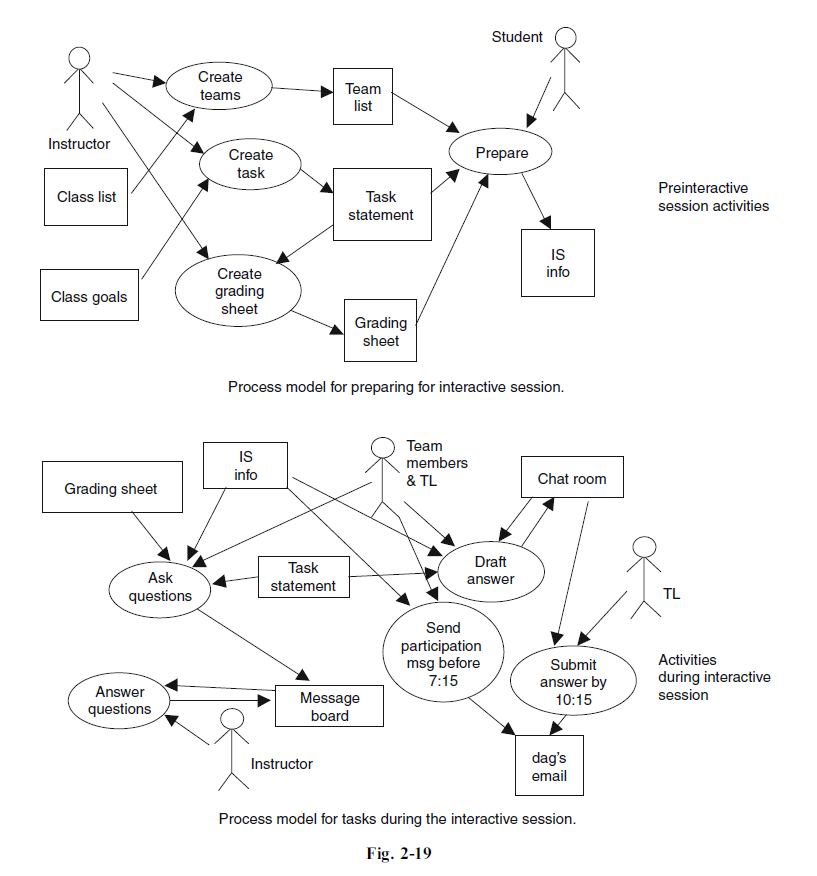 Student
Instructor
Create
teams
Team
list
Create
task
Prepare
Class list
Task
statement
Preinteractive
session activities
Class goals
Create
grading
sheet
IS
info
Grading
sheet
Process model for preparing for interactive session.
Grading sheet
IS
info
Team
members
& TL
Chat room
Ask
questions
Task
statement
Draft
answer
TL
Send
participation
msg before
7:15
Submit
answer by
10:15
Activities
during interactive
session
Answer
questions
Message
board
Instructor
dag's
email
Process model for tasks during the interactive session.
Fig. 2-19